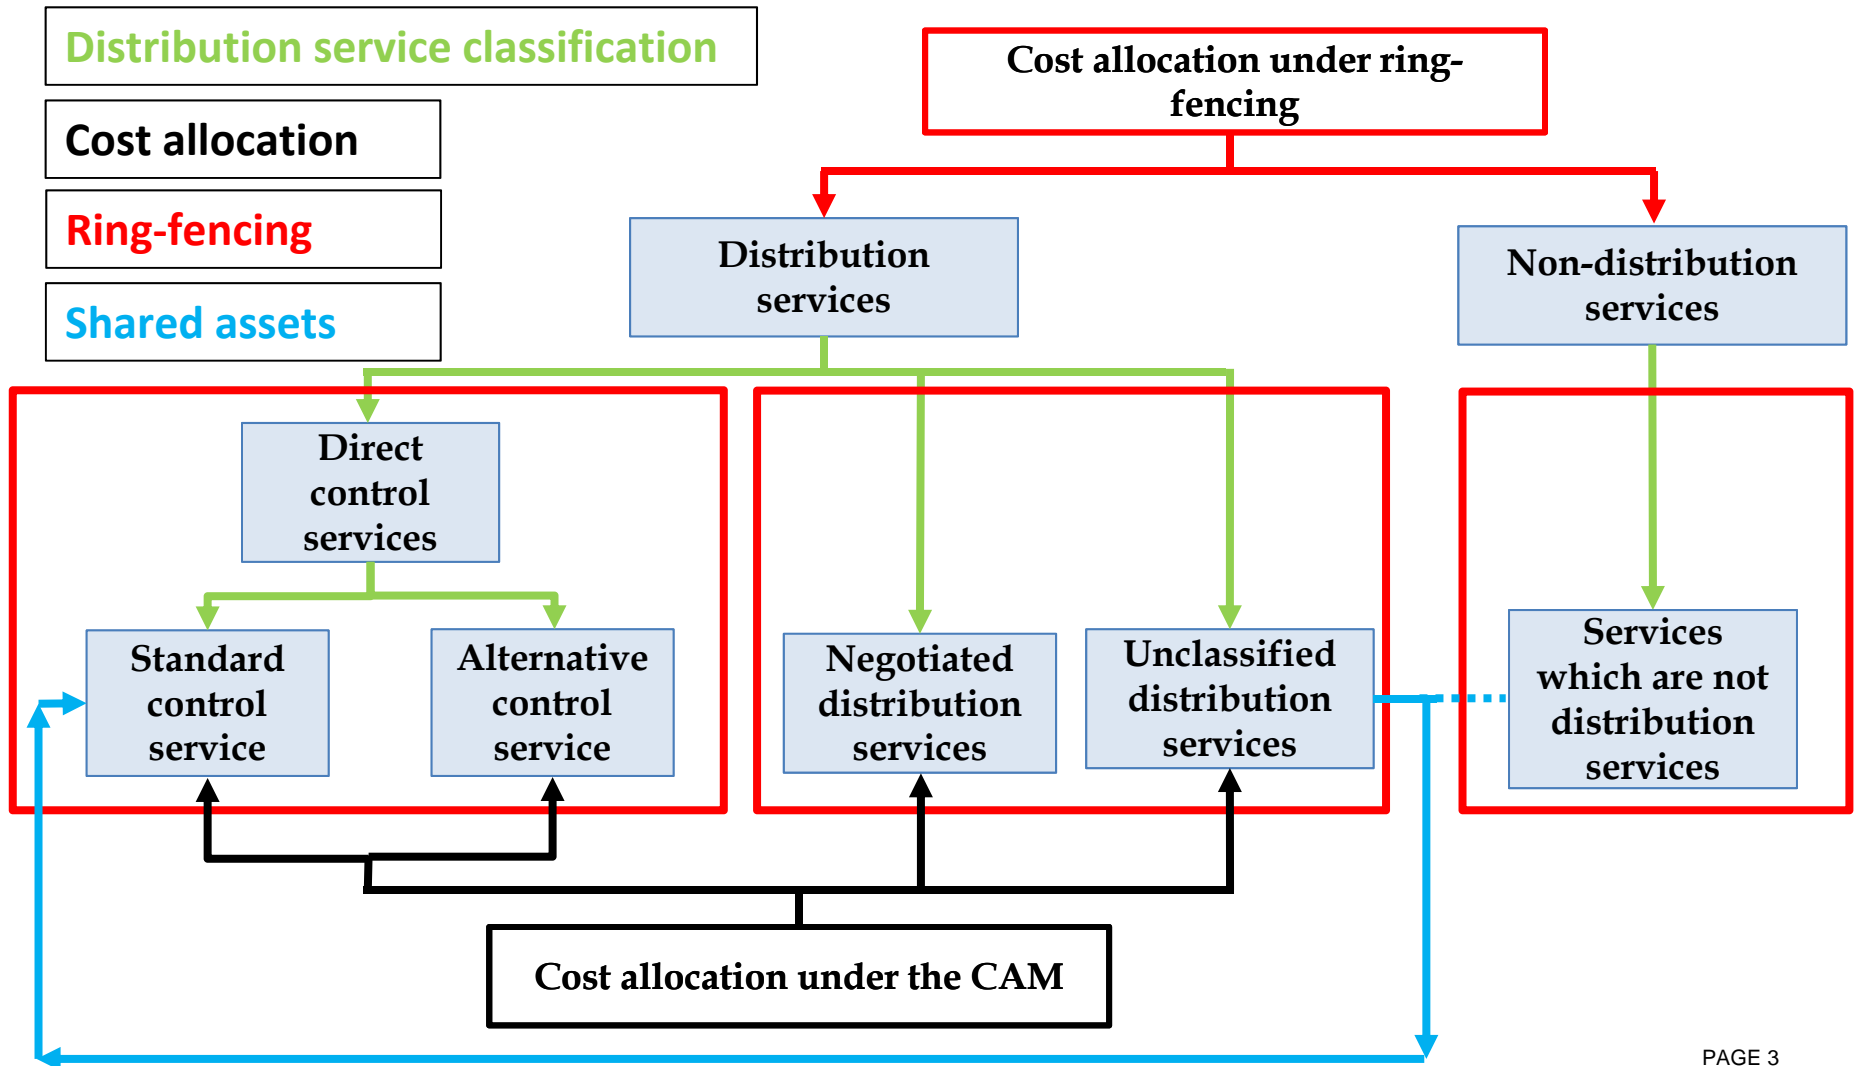 Distribution service classification
Cost allocation
Ring-fencing
Shared assets
Cost allocation under ring-
fencing
Distribution
services
Non-distribution
services
Direct
control
services
Standard
control
service
Alternative
control
service
Negotiated
distribution
services
Unclassified
distribution
services
Services
which are not
distribution
services
Cost allocation under the CAM
PAGE 3